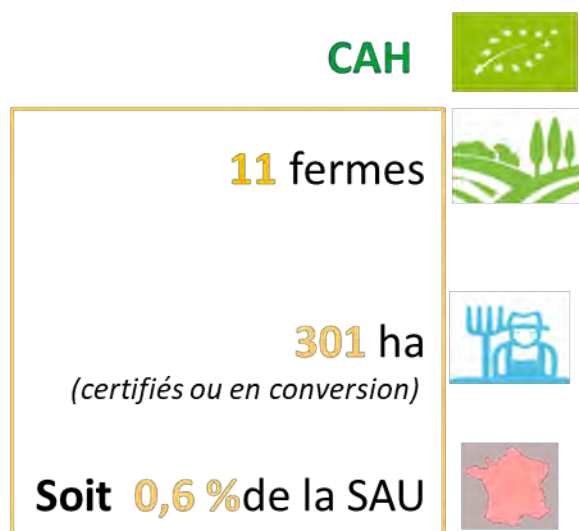 CAH
11 fermes
301 ha
(certifiés ou en conversion)
Soit 0,6 %de la SAU